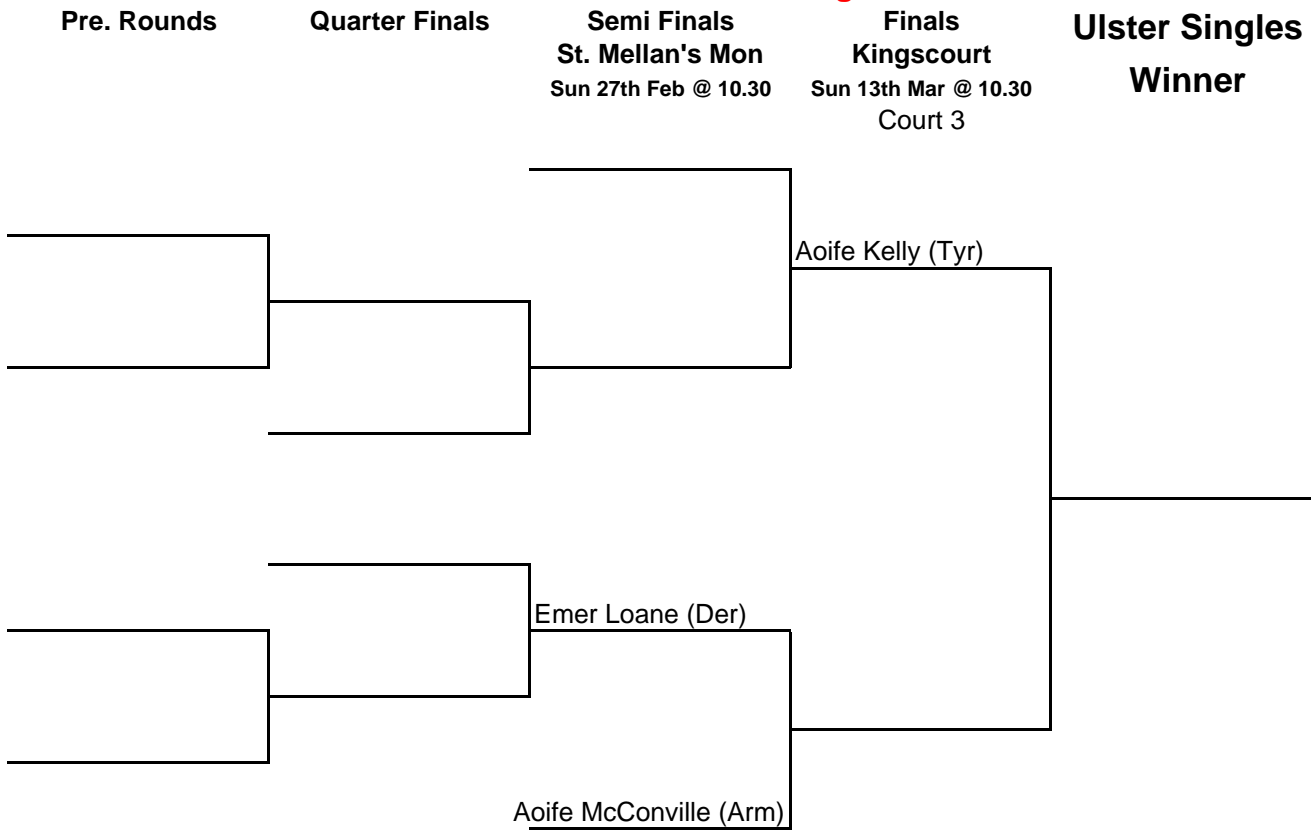 Pre. Rounds
Quarter Finals
Semi Finals
St. Mellan's Mon
Sun 27th Feb @ 10.30
Finals
Kingscourt
Sun 13th Mar @ 10.30
Court 3
Ulster Singles
Winner
Aoife Kelly (Tyr)
Emer Loane (Der)
Aoife McConville (Arm)